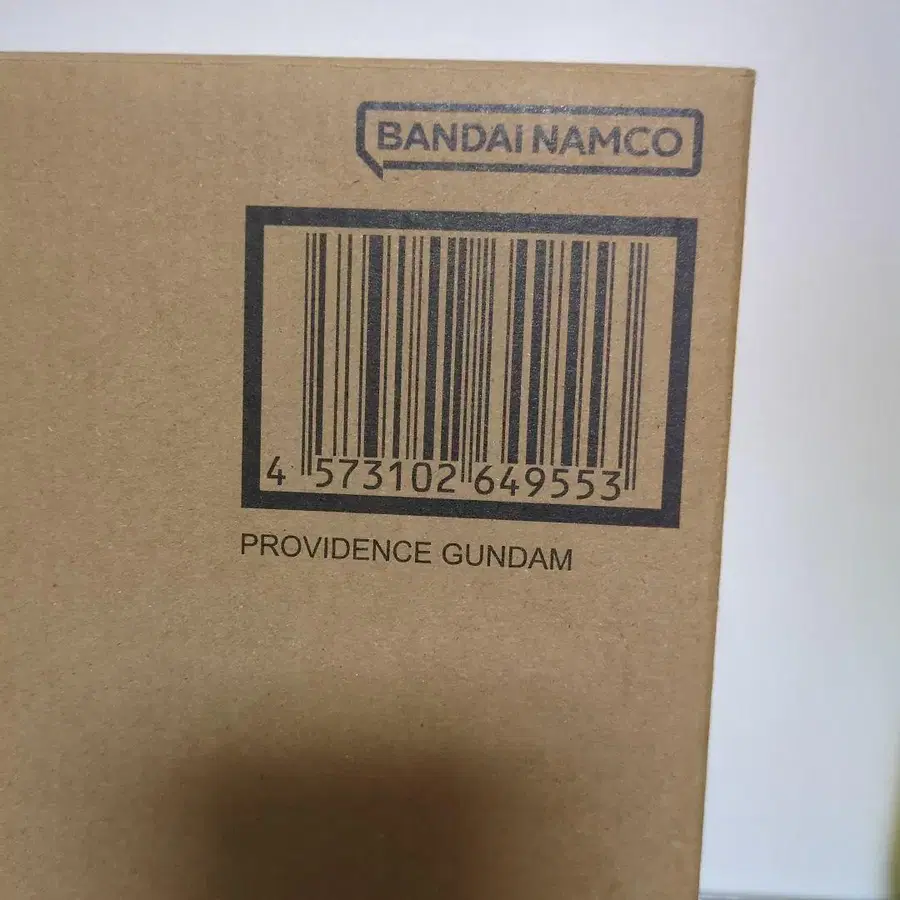 BANDAI NAMCO
4 573102 649553
PROVIDENCE GUNDAM